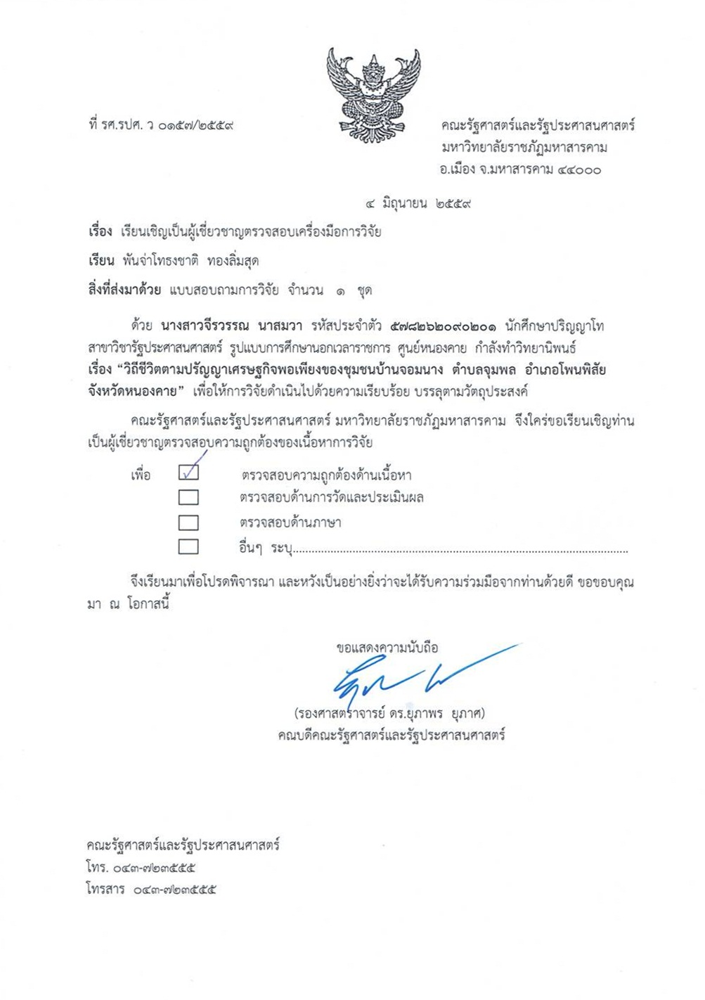 ที่ รศ.รปศ. ว ๐๑๕๗/๒๕๕๙
คณะรัฐศาสตร์และรัฐประศาสนศาสตร์
มหาวิทยาลัยราชภัฏมหาสารคาม
อ.เมือง จ.มหาสารคาม ๔๔๐๐๐
๔ มิถุนายน ๒๕๕๙
เรื่อง เรียนเชิญเป็นผู้เชี่ยวชาญตรวจสอบเครื่องมือการวิจัย
เรียน พันจ่าโทธงชาติ ทองลิ่มสุด
สิ่งที่ส่งมาด้วย แบบสอบถามการวิจัย จำนวน ๑ ชุด
ด้วย นางสาวจีรวรรณ นาสมวา รหัสประจำตัว ๕๗๘๒๖๒๐๙๐๒๐๑ นักศึกษาปริญญาโท
สาขาวิชารัฐประศาสนศาสตร์ รูปแบบการศึกษานอกเวลาราชการ ศูนย์หนองคาย กำลังทำวิทยานิพนธ์
เรื่อง “วิถีชีวิตตามปรัญญาเศรษฐกิจพอเพียงของชุมชนบ้านจอมนาง ตำบลจุมพล อำเภอโพนพิสัย
จังหวัดหนองคาย” เพื่อให้การวิจัยดำเนินไปด้วยความเรียบร้อย บรรลุตามวัตถุประสงค์
คณะรัฐศาสตร์และรัฐประศาสนศาสตร์ มหาวิทยาลัยราชภัฏมหาสารคาม จึงใคร่ขอเรียนเชิญท่าน
เป็นผู้เชี่ยวชาญตรวจสอบความถูกต้องของเนื้อหาการวิจัย
เพื่อ ตรวจสอบความถูกต้องด้านเนื้อหา
ตรวจสอบด้านการวัดและประเมินผล
ตรวจสอบด้านภาษา
อื่นๆ ระบุ............................................................................................................
จึงเรียนมาเพื่อโปรดพิจารณา และหวังเป็นอย่างยิ่งว่าจะได้รับความร่วมมือจากท่านด้วยดี ขอขอบคุณ
มา ณ โอกาสนี้
ขอแสดงความนับถือ
(รองศาสตราจารย์ ดร.ยุภาพร ยุภาศ)
คณบดีคณะรัฐศาสตร์และรัฐประศาสนศาสตร์
คณะรัฐศาสตร์และรัฐประศาสนศาสตร์
โทร. ๐๔๓-๗๒๓๕๕๕
โทรสาร ๐๔๓-๗๒๓๕๕๕